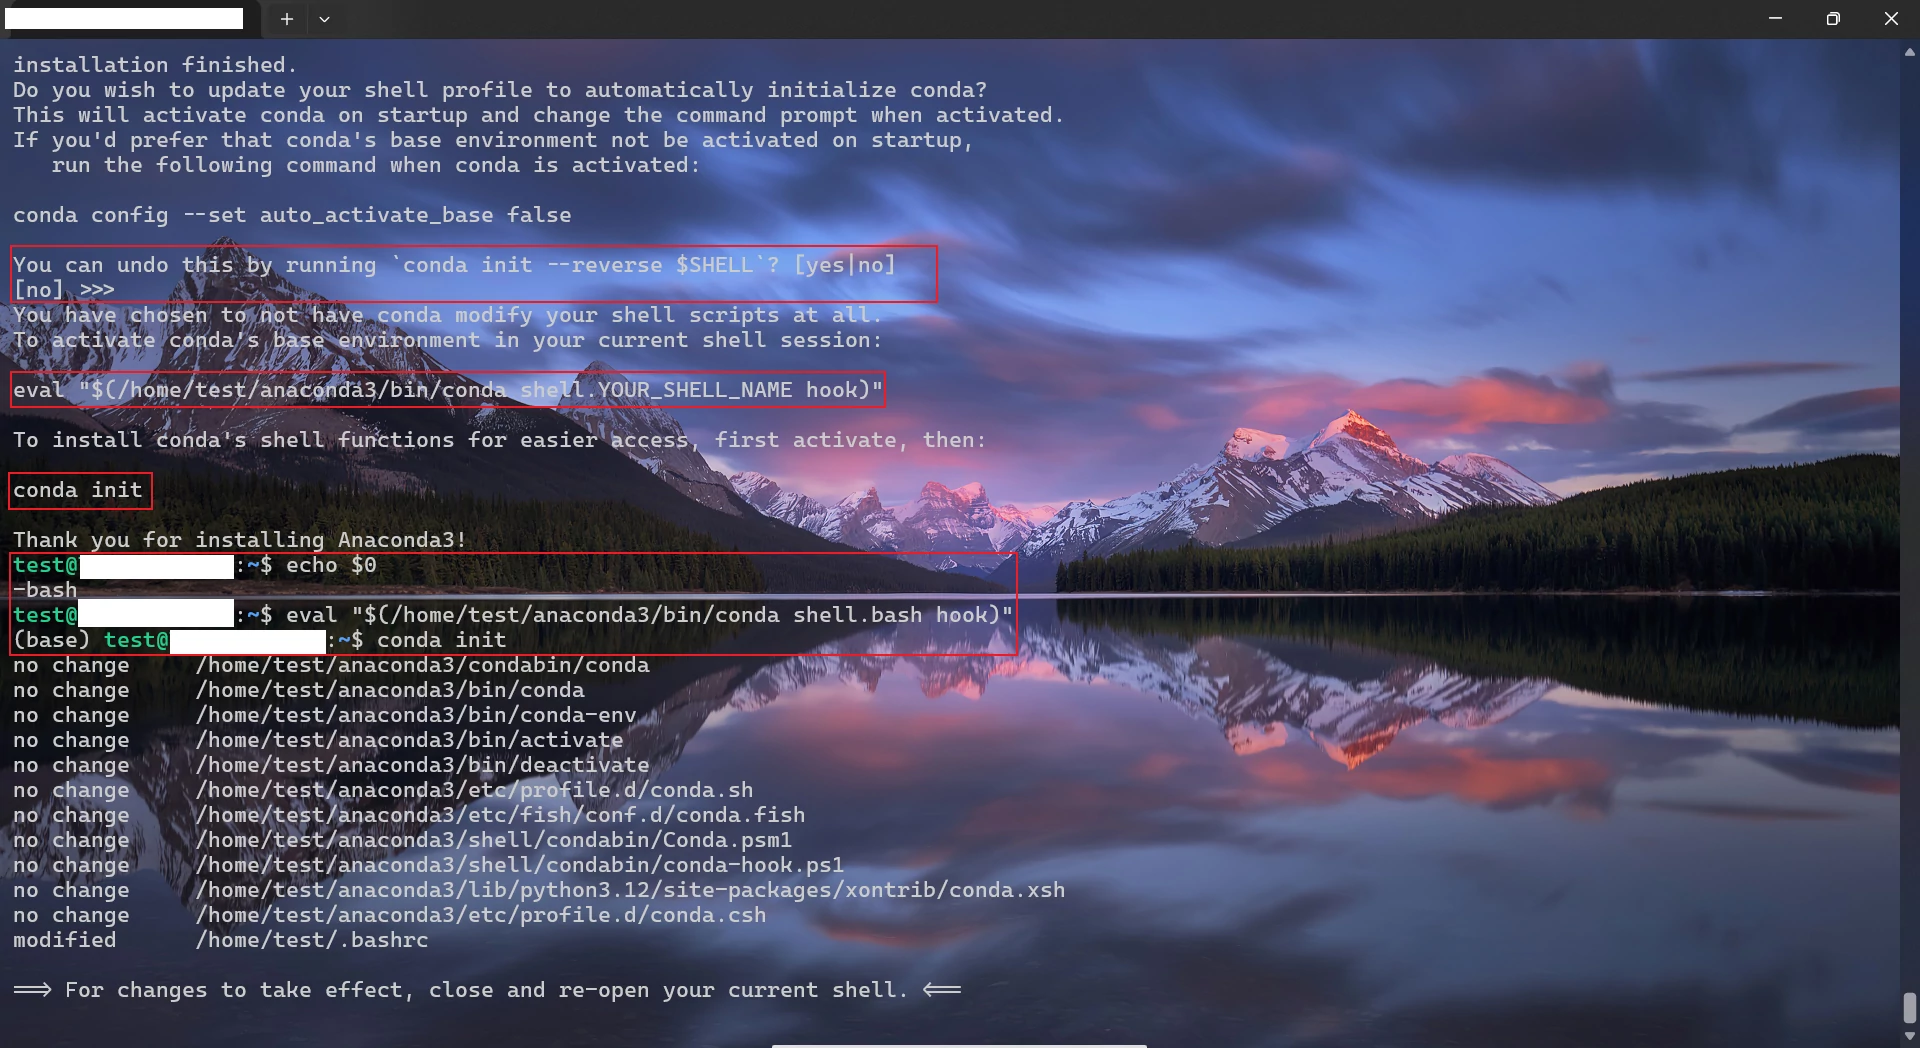 installation finished.
Do you wish to update your shell profile to automatically initialize conda?
This will activate conda on startup and change the command prompt when activated.
If you'd prefer that conda's base environment not be activated on startup,
   run the following command when conda is activated:

conda config --set auto_activate_base false

You can undo this by running `conda init --reverse $SHELL`? [yes|no]
[no] >>>
You have chosen to not have conda modify your shell scripts at all.
To activate conda's base environment in your current shell session:

eval "$(/home/test/anaconda3/bin/conda shell.YOUR_SHELL_NAME hook)"

To install conda's shell functions for easier access, first activate, then:

conda init

Thank you for installing Anaconda3!
test@:~$ echo $0
-bash
test@:~$ eval "$(/home/test/anaconda3/bin/conda shell.bash hook)"
(base) test@:~$ conda init
no change     /home/test/anaconda3/condabin/conda
no change     /home/test/anaconda3/bin/conda
no change     /home/test/anaconda3/bin/conda-env
no change     /home/test/anaconda3/bin/activate
no change     /home/test/anaconda3/bin/deactivate
no change     /home/test/anaconda3/etc/profile.d/conda.sh
no change     /home/test/anaconda3/etc/fish/conf.d/conda.fish
no change     /home/test/anaconda3/shell/condabin/Conda.psm1
no change     /home/test/anaconda3/shell/condabin/conda-hook.ps1
no change     /home/test/anaconda3/lib/python3.12/site-packages/xontrib/conda.xsh
no change     /home/test/anaconda3/etc/profile.d/conda.csh
modified      /home/test/.bashrc

==> For changes to take effect, close and re-open your current shell. <==